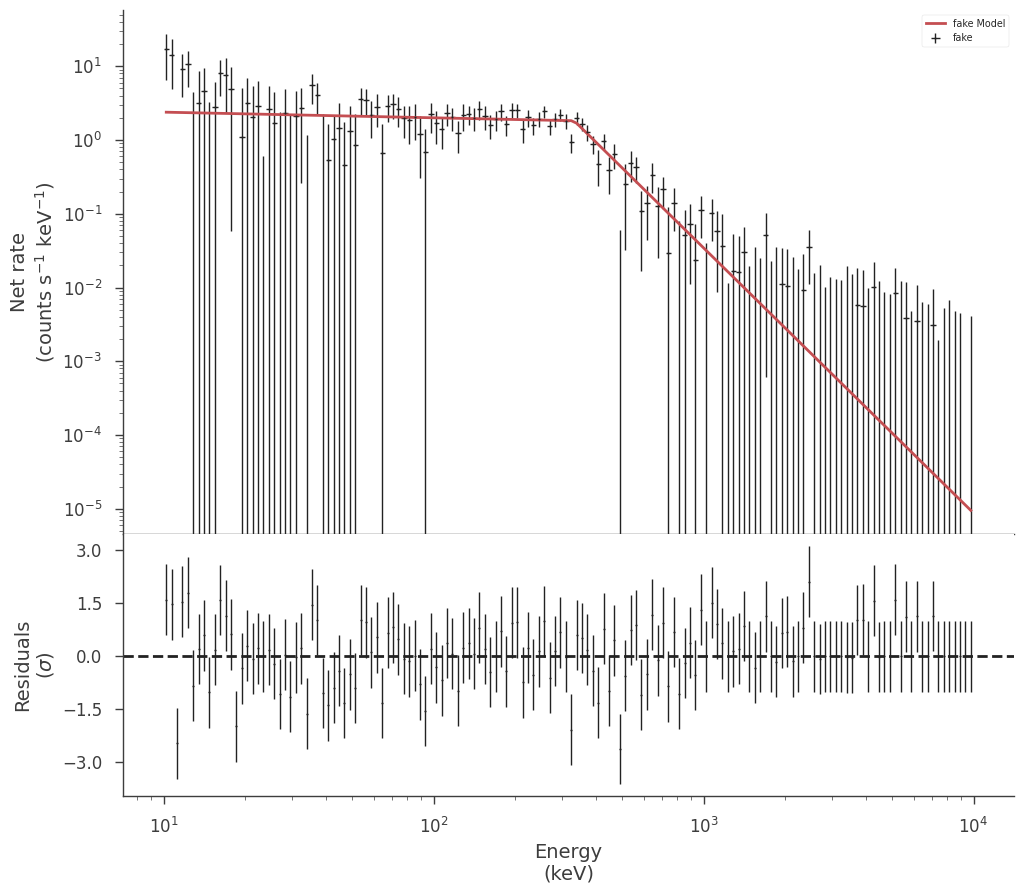 fake Model
fake
10¹
10⁰
10⁻¹
10⁻²
10⁻³
10⁻⁴
10⁻⁵
Net rate
(counts s⁻¹ keV⁻¹)
3.0
1.5
0.0
−1.5
−3.0
Residuals
(σ)
10¹ 10² 10³ 10⁴
Energy
(keV)